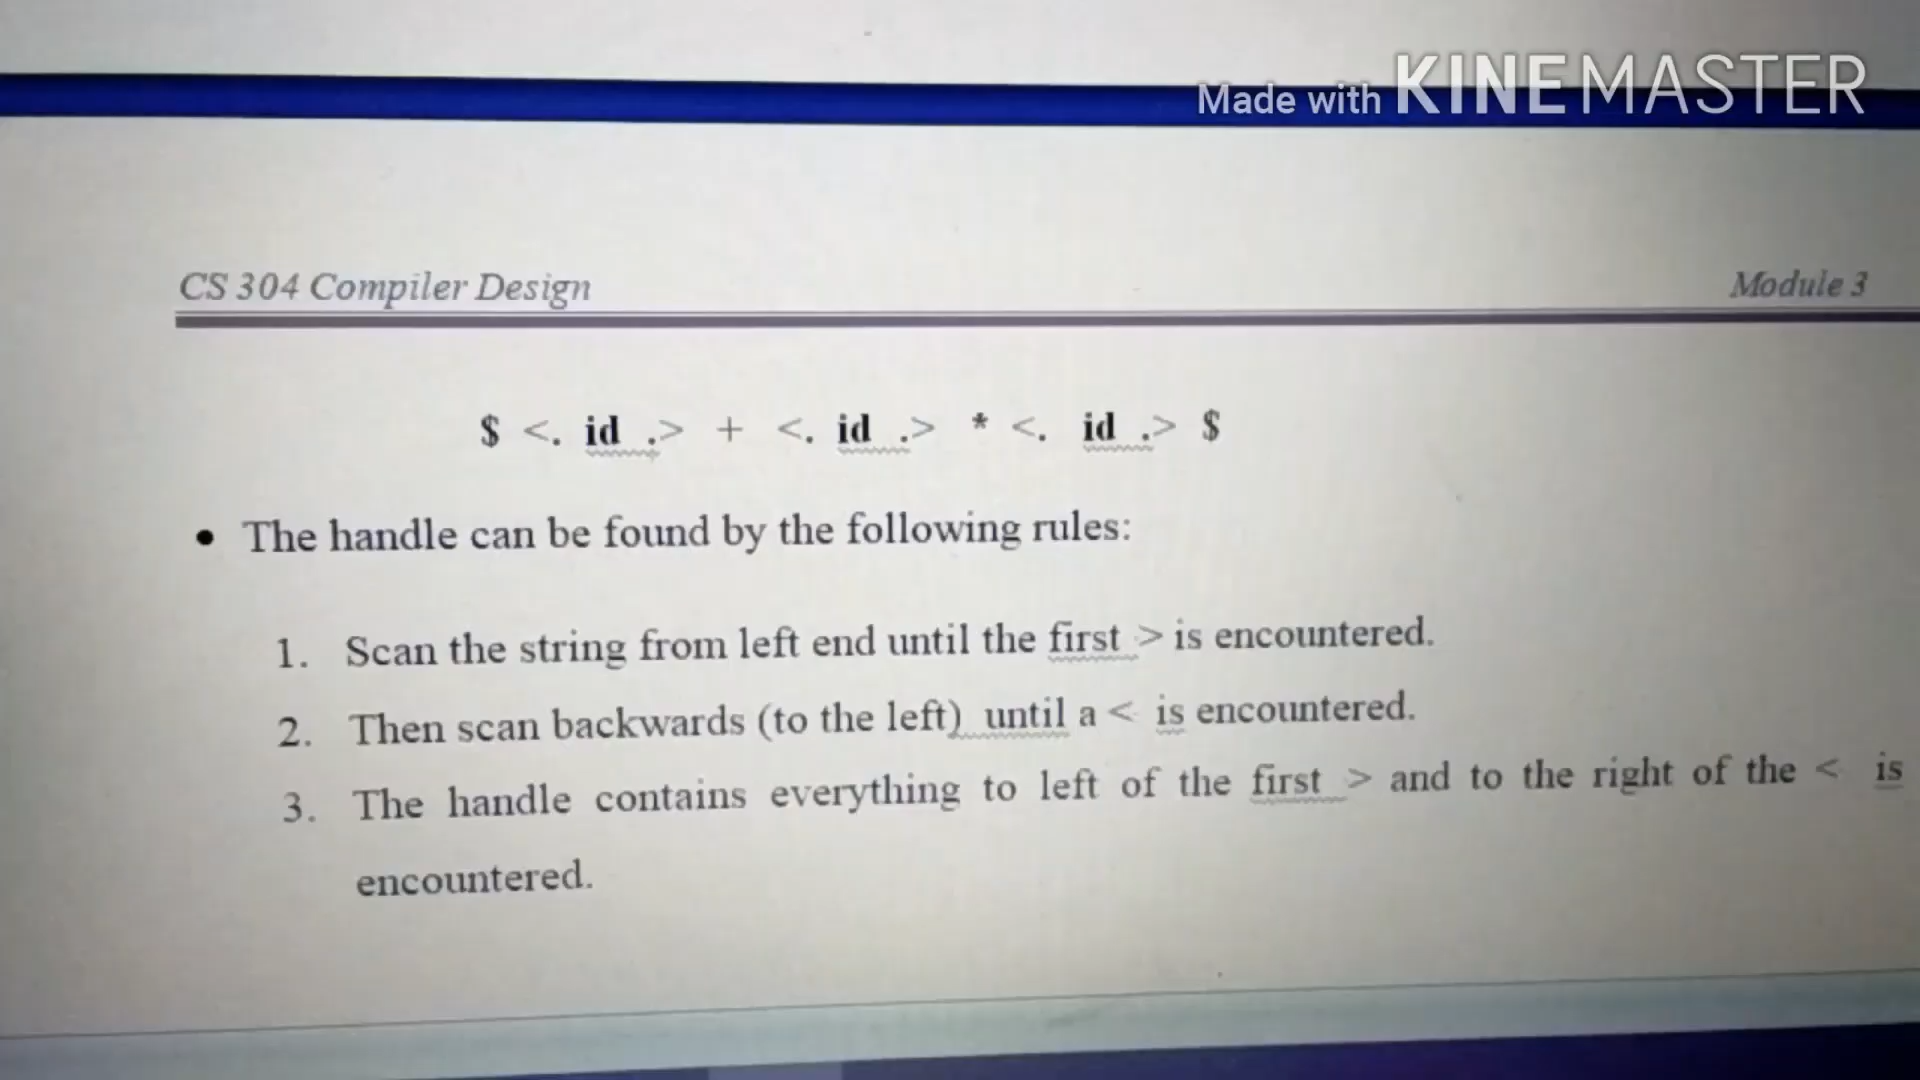 Made with KINEMASTER
CS 304 Compiler Design Module 3
$ <. id .> + <. id .> * <. id .> $
• The handle can be found by the following rules:
1. Scan the string from left end until the first > is encountered.
2. Then scan backwards (to the left) until a < is encountered.
3. The handle contains everything to left of the first > and to the right of the < is
encountered.